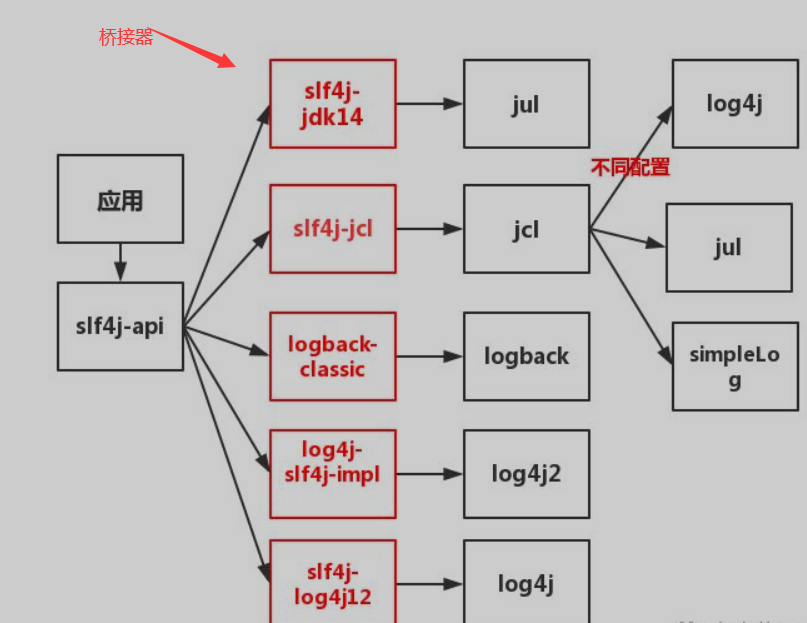 桥接器
slf4j-
jdk14
jul
log4j
不同配置
应用
slf4j-jcl
jcl
jul
slf4j-api
logback-
classic
logback
simpleLo
g
log4j-
slf4j-impl
log4j2
slf4j-
log4j12
log4j